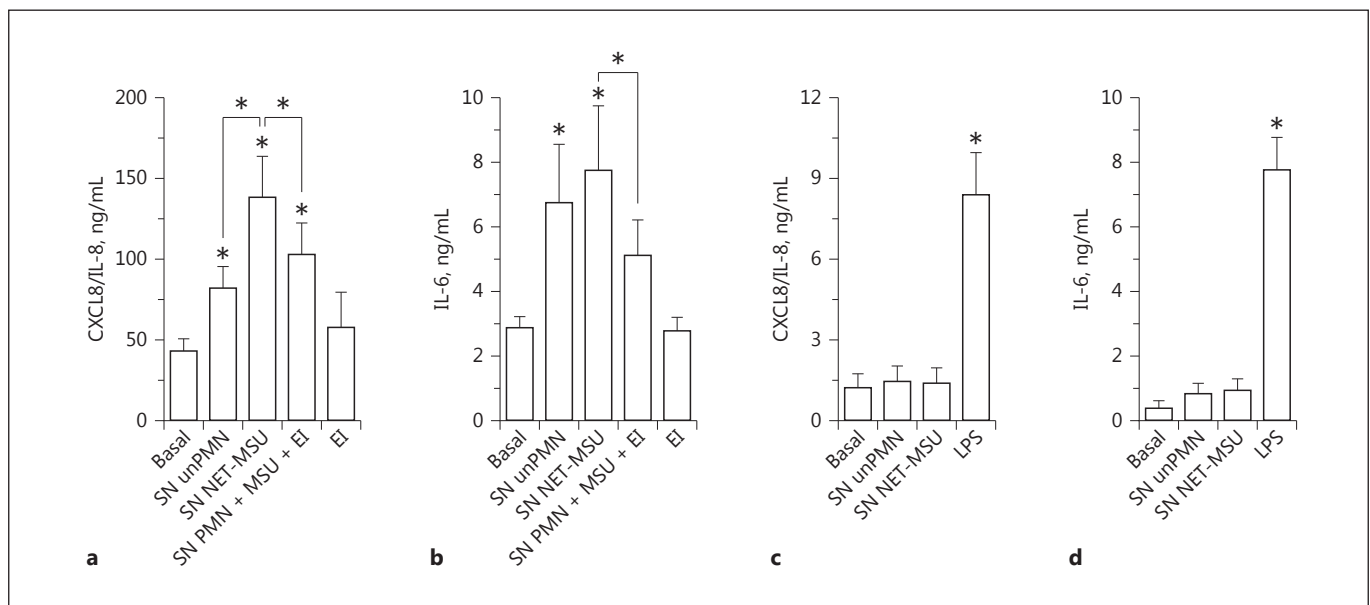 *
200
150
100
50
0
CXCL8/IL-8, ng/mL
* *
*
*
*
Basal
SN unPMN
SN NET-MSU
SN PMN + MSU + EI
EI
a
10
8
6
4
2
0
IL-6, ng/mL
*
*
Basal
SN unPMN
SN NET-MSU
SN PMN + MSU + EI
EI
b
12
9
6
3
0
CXCL8/IL-8, ng/mL
*
Basal
SN unPMN
SN NET-MSU
LPS
c
10
8
6
4
2
0
IL-6, ng/mL
*
Basal
SN unPMN
SN NET-MSU
LPS
d